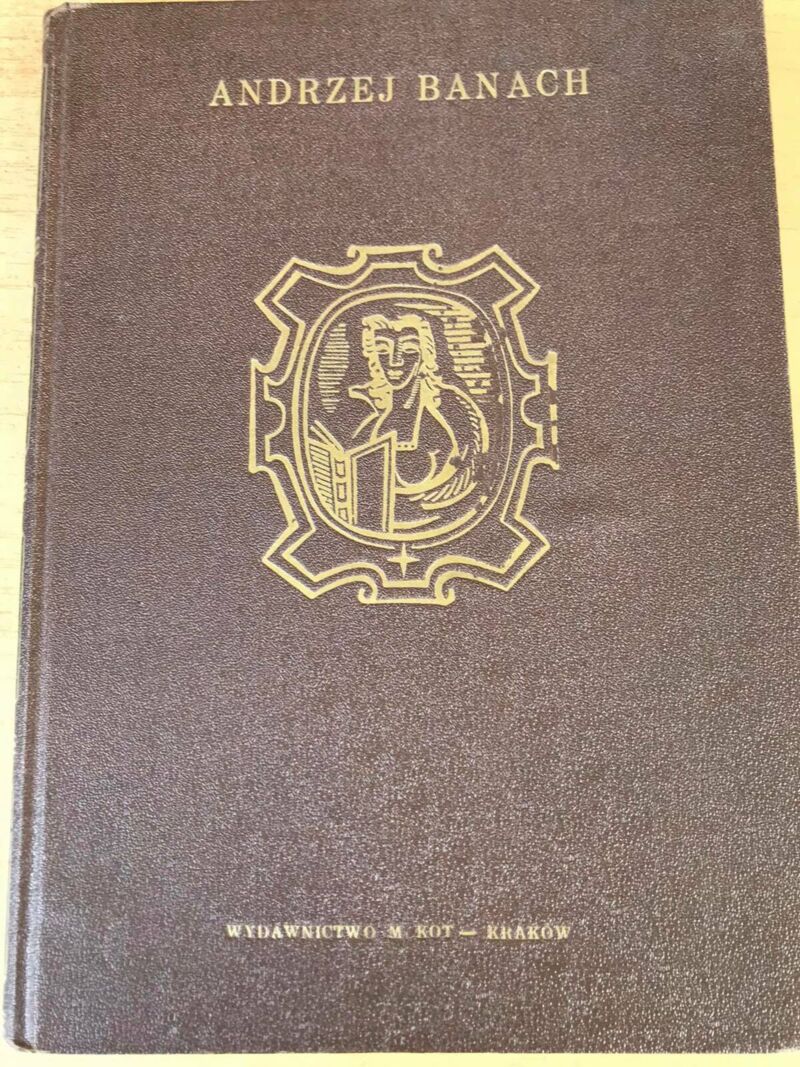 ANDRZEJ BANACH
WYDAWNICTWO M. KOT — KRAKÓW